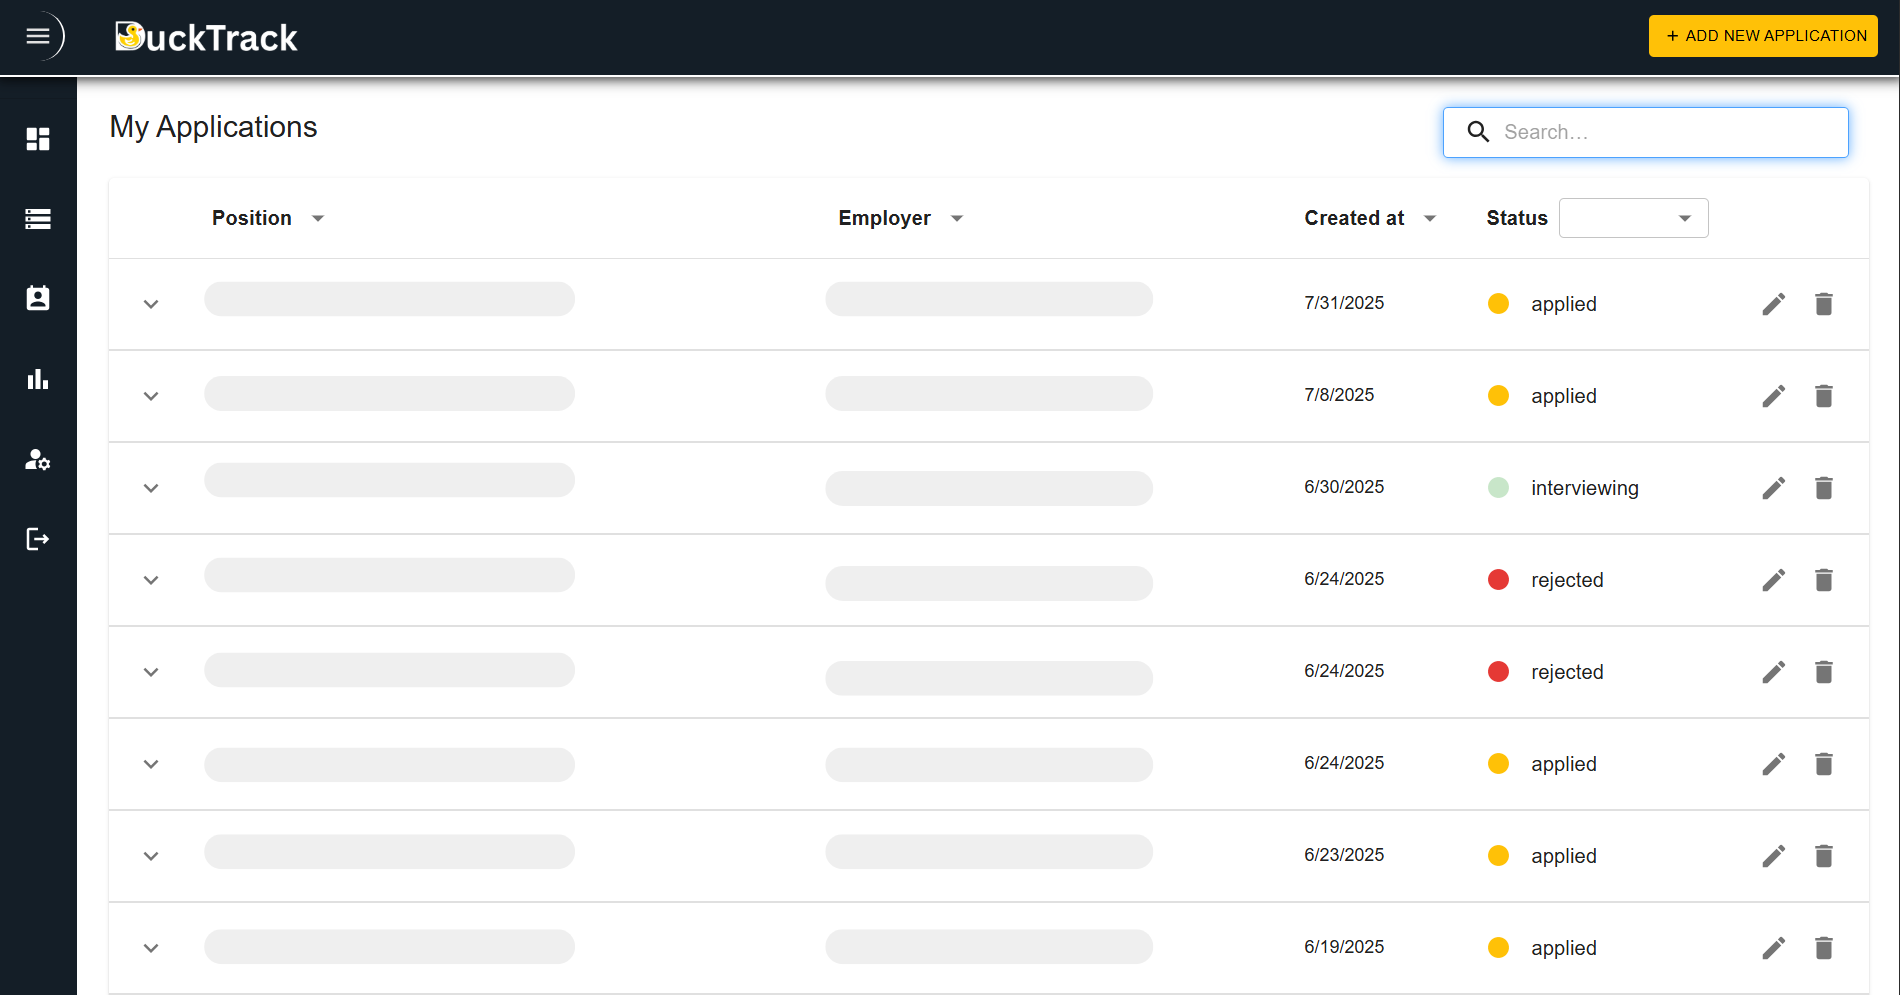 DuckTrack
+ ADD NEW APPLICATION
My Applications
Search…
Position Employer Created at Status
7/31/2025 applied
7/8/2025 applied
6/30/2025 interviewing
6/24/2025 rejected
6/24/2025 rejected
6/24/2025 applied
6/23/2025 applied
6/19/2025 applied